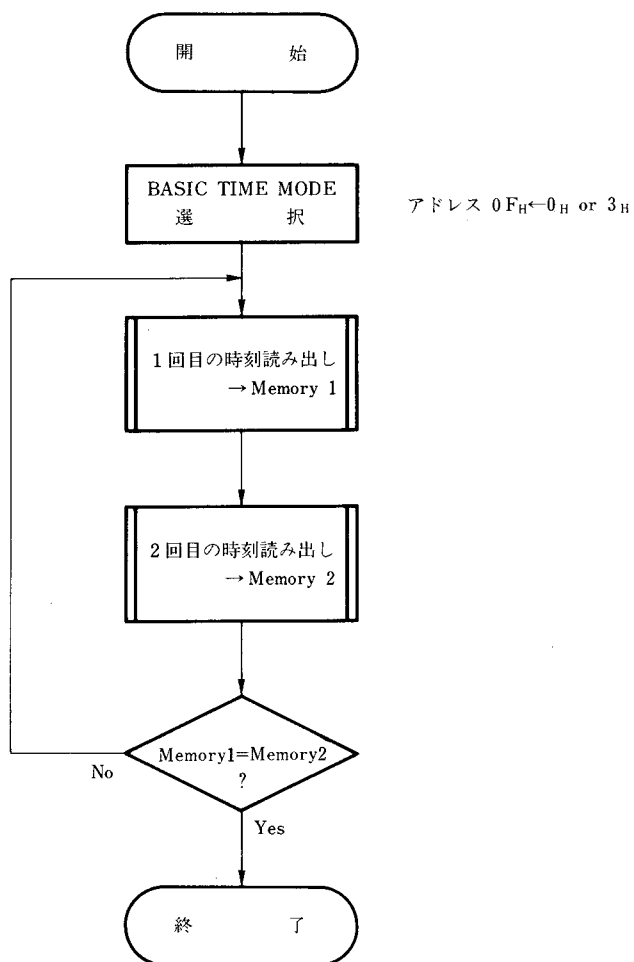 開 始
BASIC TIME MODE
選 択
アドレス 0FH←0H or 3H
1回目の時刻読み出し
→Memory 1
2回目の時刻読み出し
→Memory 2
Memory1=Memory2
?
No
Yes
終 了